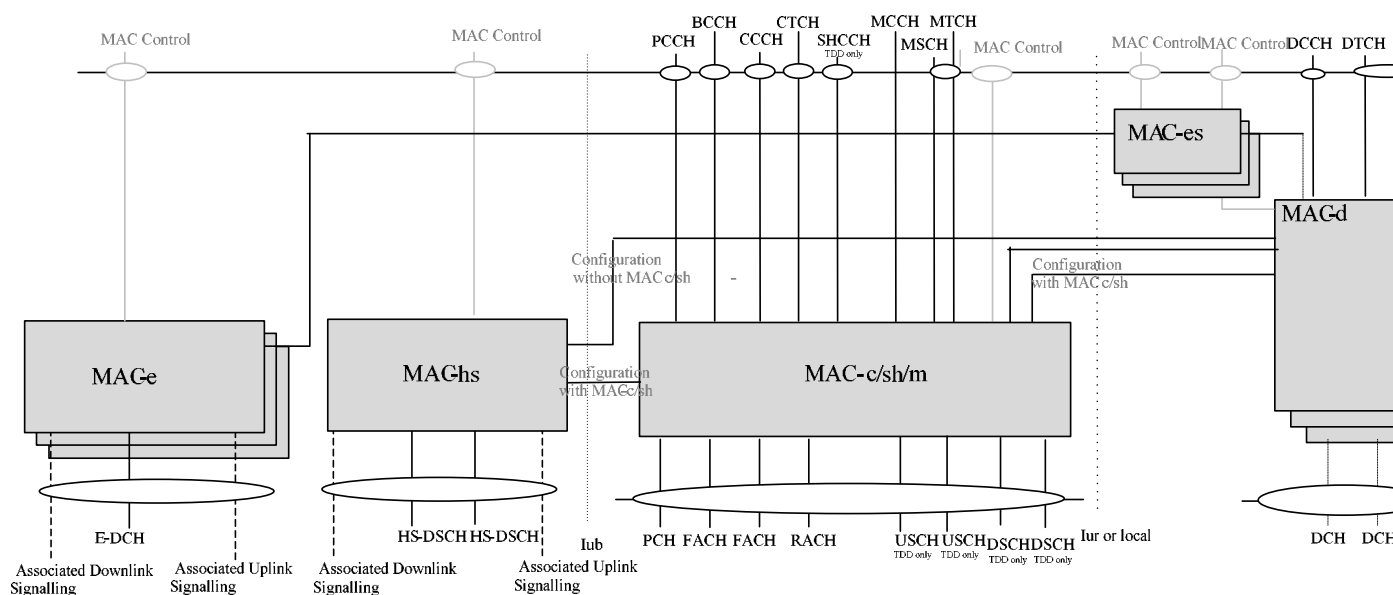 BCCH CTCH MCCH MTCH
MAC Control MAC Control PCCH CCCH SHCCH MSCH MAC Control MAC Control MAC Control DCCH DTCH
TDD only
MAC-es
MAC-d
Configuration
without MAC c/sh -
Configuration
with MAC c/sh
MAC-e MAC-hs MAC-c/sh/m
Configuration
with MAC-c/sh
E-DCH HS-DSCH HS-DSCH Iub PCH FACH FACH RACH USCH USCH DSCH DSCH Iur or local DCH DCH
TDD only TDD only TDD only TDD only
Associated Downlink
Signalling
Associated Uplink
Signalling
Associated Downlink
Signalling
Associated Uplink
Signalling